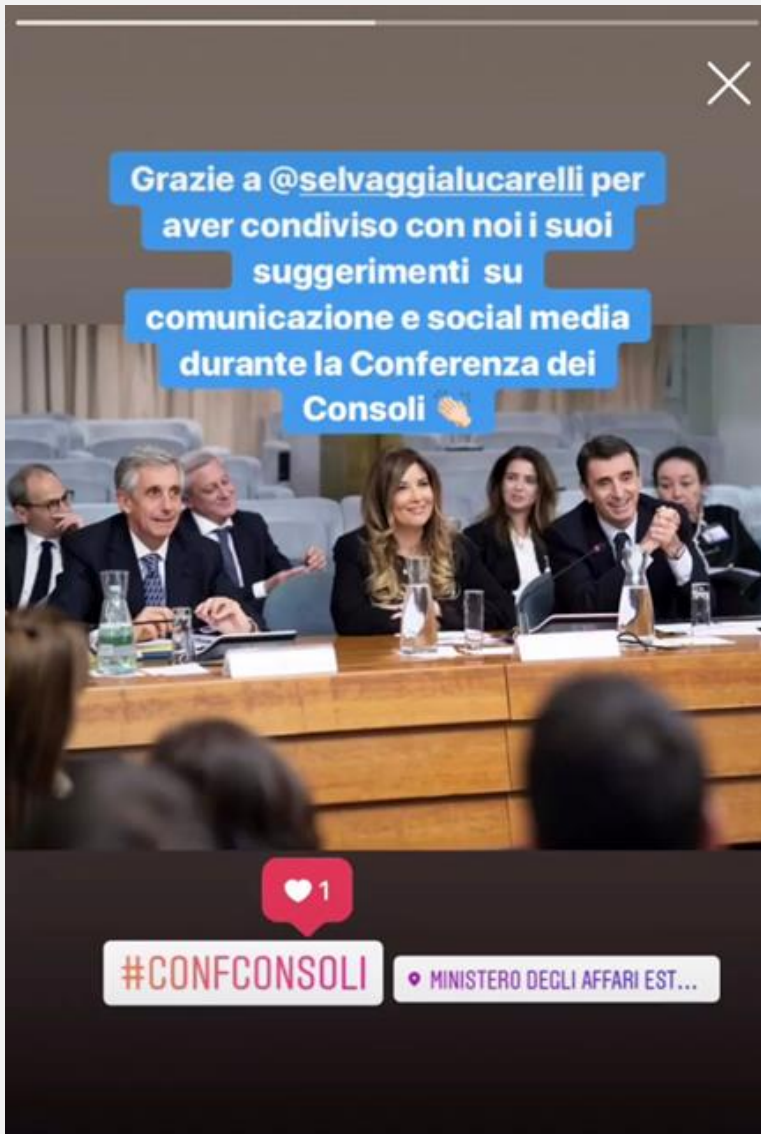 Grazie a @selvaggialucarelli per
aver condiviso con noi i suoi
suggerimenti su
comunicazione e social media
durante la Conferenza dei
Consoli 👏🏻
1
#CONFCONSOLI
MINISTERO DEGLI AFFARI EST...